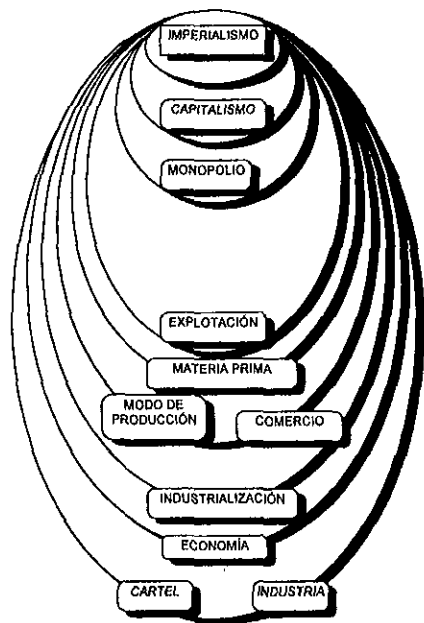 IMPERIALISMO
CAPITALISMO
MONOPOLIO
EXPLOTACIÓN
MATERIA PRIMA
MODO DE
PRODUCCIÓN
COMERCIO
INDUSTRIALIZACIÓN
ECONOMÍA
CARTEL
INDUSTRIA